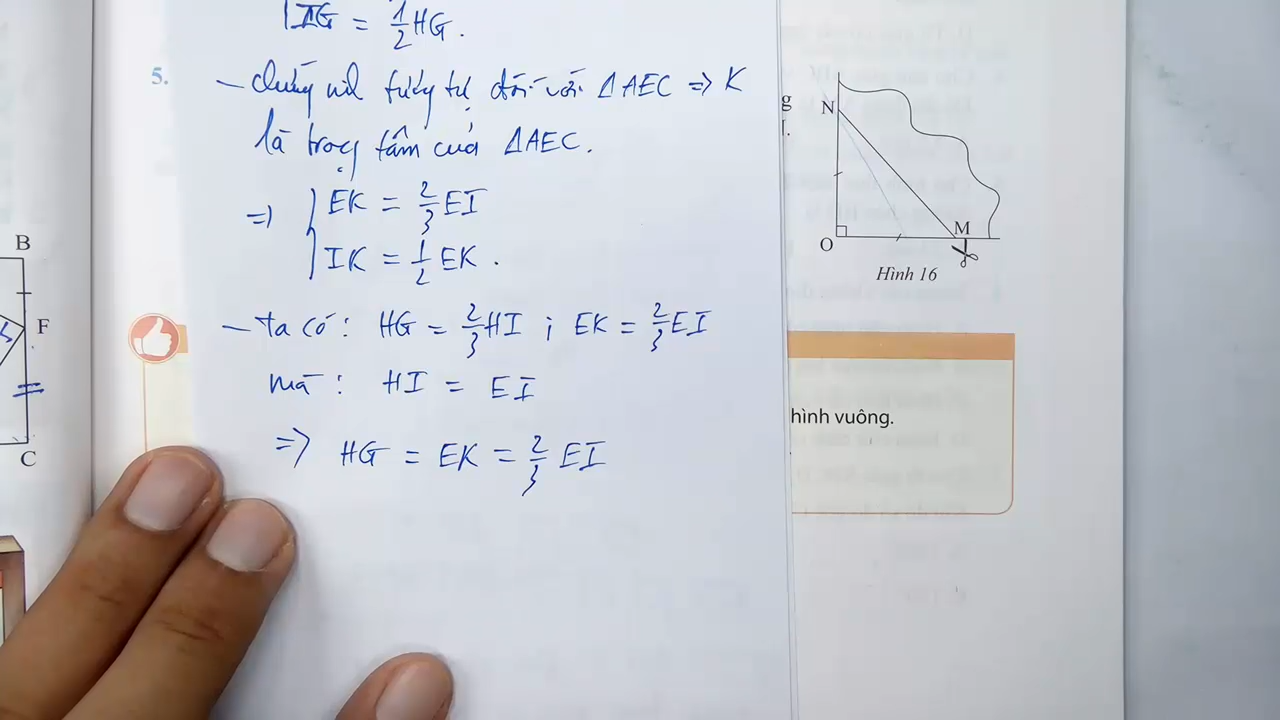 IG = 1/2 HG.
5.
– Chứng minh tương tự đối với ΔAEC => K
là trọng tâm của ΔAEC.
=> { EK = 2/3 EI
IK = 1/2 EK.
– Ta có: HG = 2/3 HI ; EK = 2/3 EI
mà: HI = EI
=> HG = EK = 2/3 EI
B
F
C
g
N
O
M
Hình 16
hình vuông.